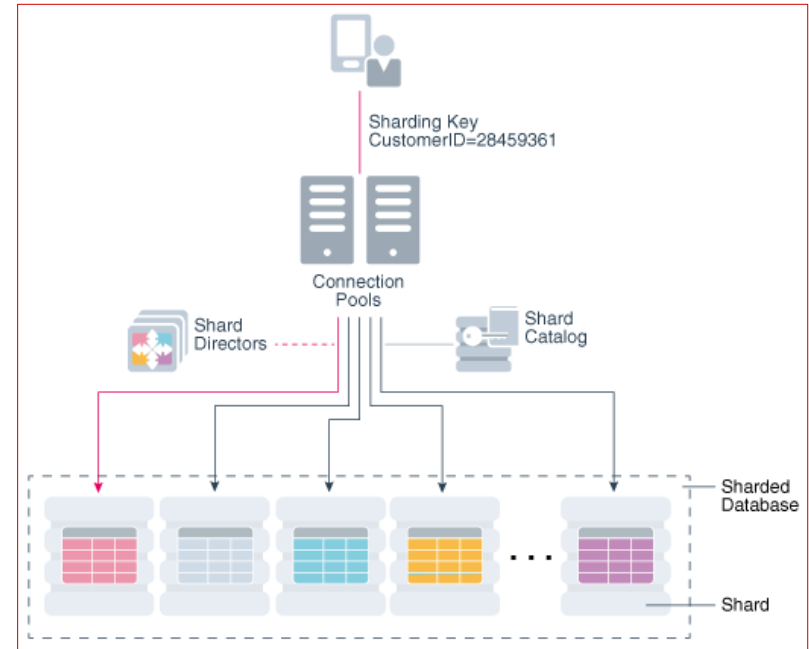 Sharding Key
CustomerID=28459361
Connection
Pools
Shard
Directors
Shard
Catalog
Sharded
Database
...
Shard